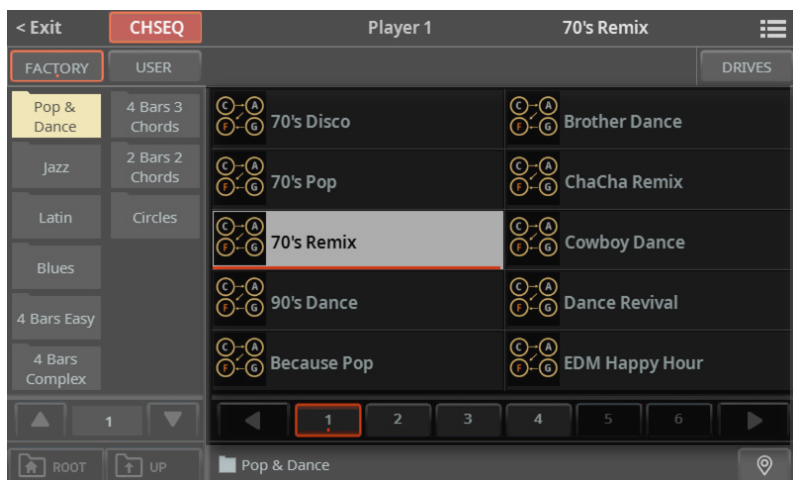 < Exit
CHSEQ
Player 1
70's Remix
FACTORY
USER
DRIVES
Pop & Dance
4 Bars 3 Chords
Jazz
2 Bars 2 Chords
Latin
Circles
Blues
4 Bars Easy
4 Bars Complex
C A F G 70's Disco
C A F G Brother Dance
C A F G 70's Pop
C A F G ChaCha Remix
C A F G 70's Remix
C A F G Cowboy Dance
C A F G 90's Dance
C A F G Dance Revival
C A F G Because Pop
C A F G EDM Happy Hour
1
1 2 3 4 5 6
ROOT
UP
Pop & Dance